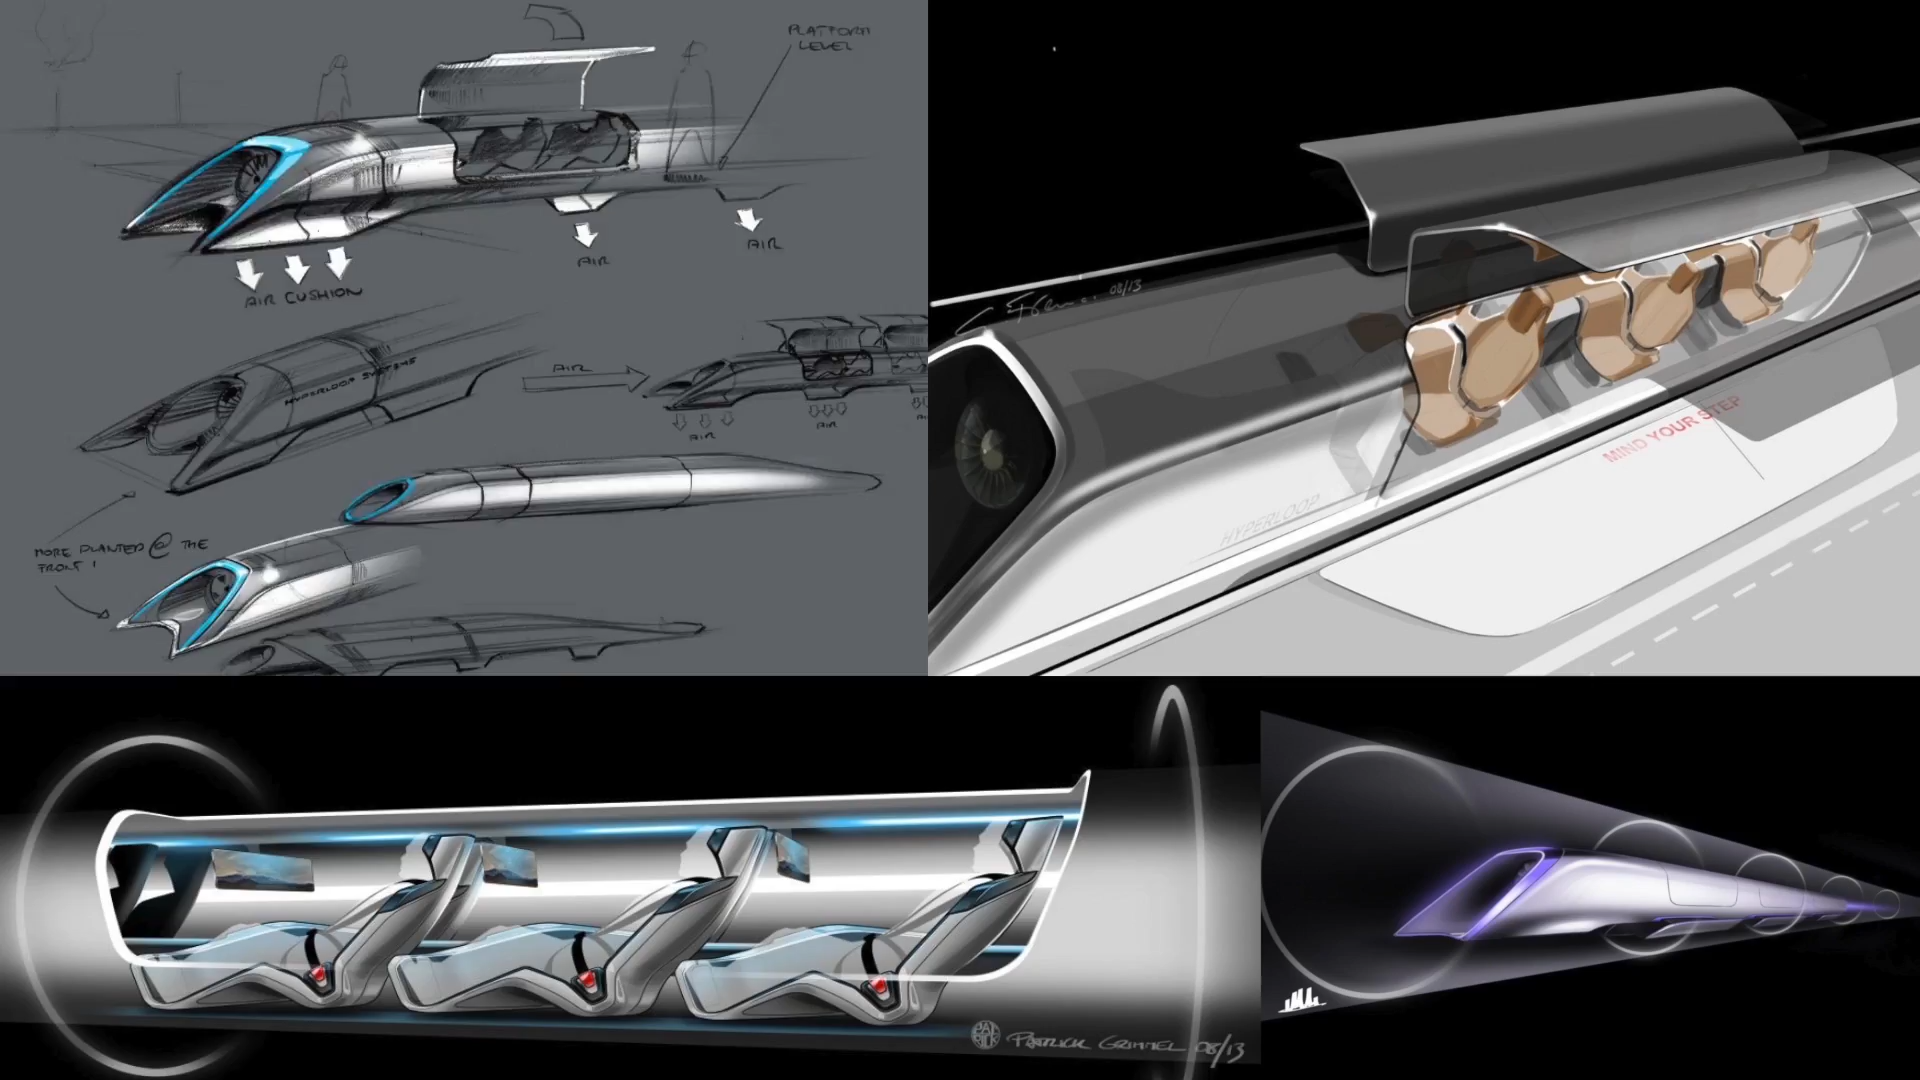 PLATFORM
LEVEL
AIR
AIR
AIR CUSHION
HYPERLOOP SYSTEMS
AIR
AIR
AIR
MORE PLANTED @ THE
FRONT !
08/13
HYPERLOOP
MIND YOUR STEP
PATRICK GRIMMEL 08/13